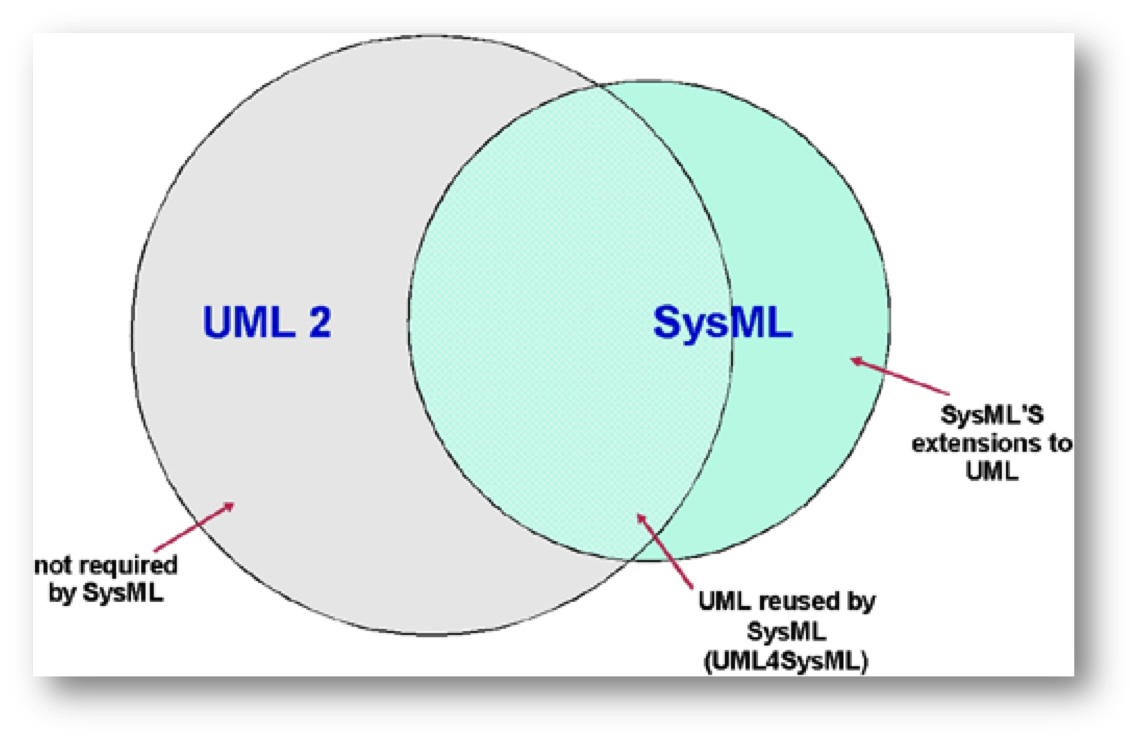 UML 2
SysML
SysML'S
extensions to
UML
not required
by SysML
UML reused by
SysML
(UML4SysML)